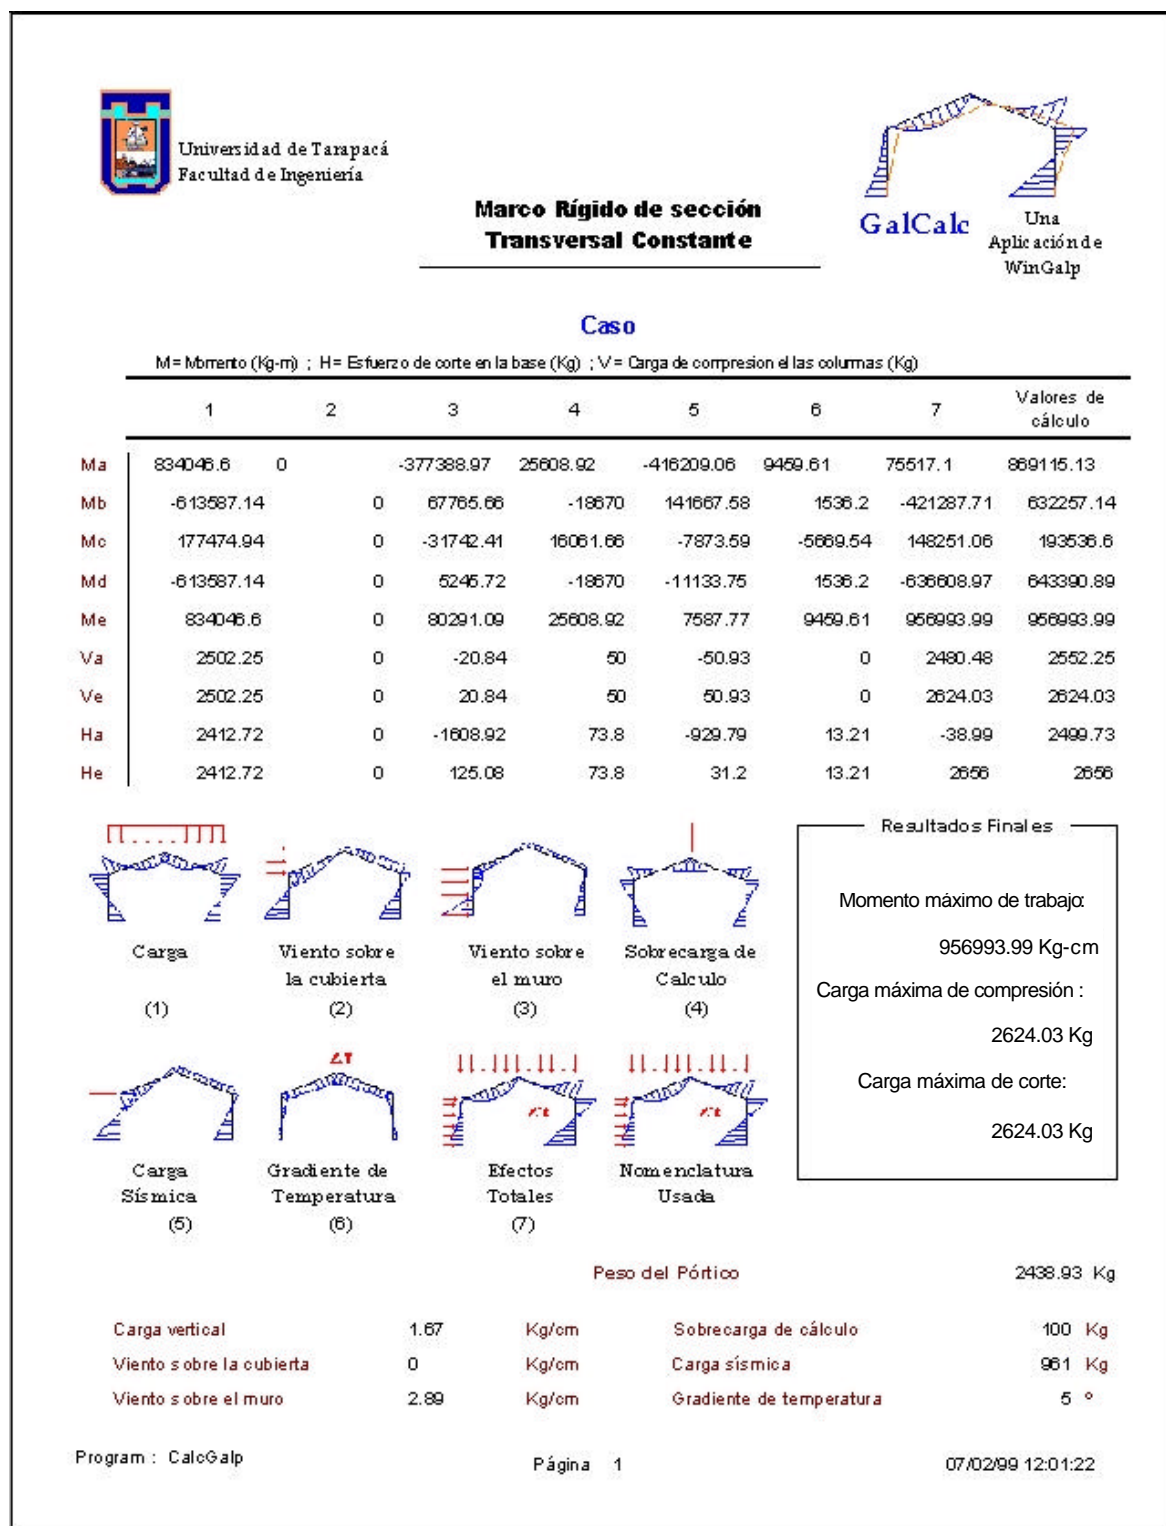 Universidad de Tarapacá
Facultad de Ingeniería
Marco Rígido de sección
Transversal Constante
GalCalc
Una
Aplicación de
WinGalp
Caso
M= Momento (Kg-m) ; H= Esfuerzo de corte en la base (Kg) ; V= Carga de compresion el las columnas (Kg)
1 2 3 4 5 6 7 Valores de cálculo
Ma 834046.6 0 -377388.97 25608.92 -416209.06 9459.61 75517.1 869115.13
Mb -613587.14 0 67765.66 -18670 141667.58 1536.2 -421287.71 632257.14
Mc 177474.94 0 -31742.41 16061.66 -7873.59 -5669.54 148251.06 193536.6
Md -613587.14 0 5245.72 -18670 -11133.75 1536.2 -636608.97 643390.89
Me 834046.6 0 80291.09 25608.92 7587.77 9459.61 956993.99 956993.99
Va 2502.25 0 -20.84 50 -50.93 0 2480.48 2552.25
Ve 2502.25 0 20.84 50 50.93 0 2624.03 2624.03
Ha 2412.72 0 -1608.92 73.8 -929.79 13.21 -38.99 2499.73
He 2412.72 0 125.08 73.8 31.2 13.21 2656 2656
Carga
(1)
Viento sobre
la cubierta
(2)
Viento sobre
el muro
(3)
Sobrecarga de
Calculo
(4)
Resultados Finales
Momento máximo de trabajo:
956993.99 Kg-cm
Carga máxima de compresión :
2624.03 Kg
Carga máxima de corte:
2624.03 Kg
Carga
Sísmica
(5)
Gradiente de
Temperatura
(6)
Efectos
Totales
(7)
Nomenclatura
Usada
Peso del Pórtico 2438.93 Kg
Carga vertical 1.67 Kg/cm Sobrecarga de cálculo 100 Kg
Viento sobre la cubierta 0 Kg/cm Carga sísmica 961 Kg
Viento sobre el muro 2.89 Kg/cm Gradiente de temperatura 5 °
Program : CalcGalp Página 1 07/02/99 12:01:22